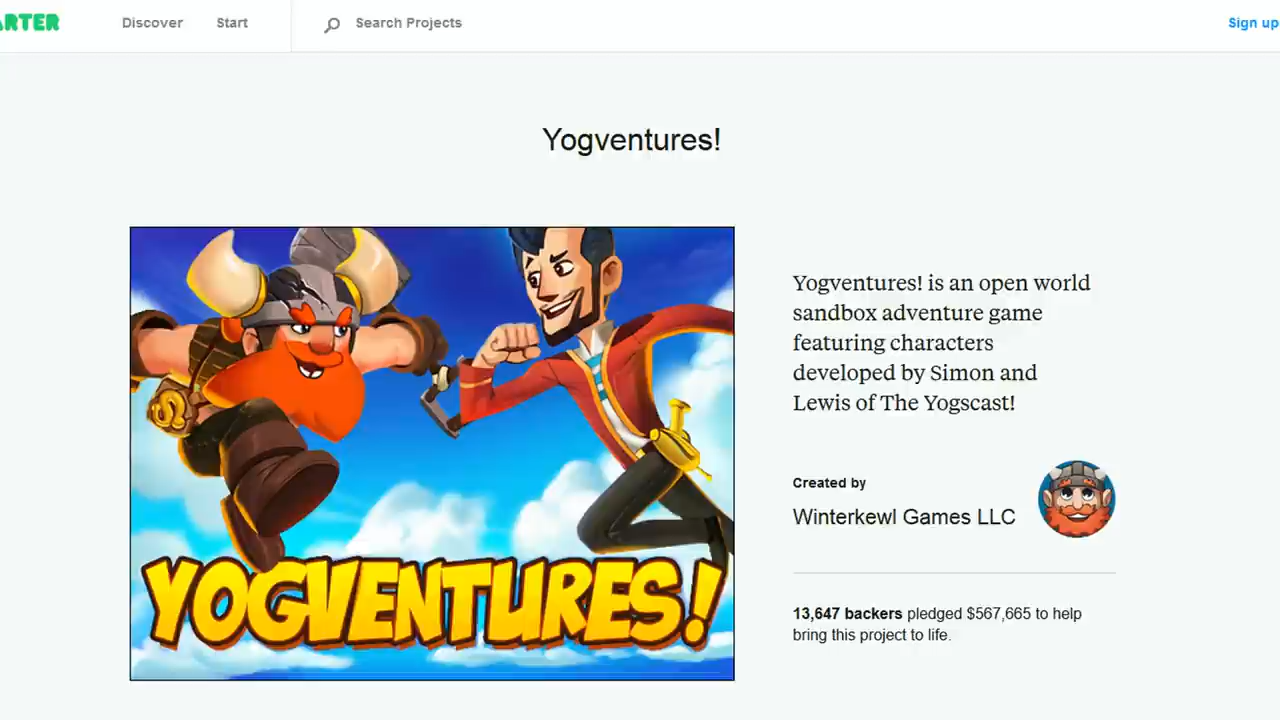 ARTER Discover Start Search Projects Sign up
Yogventures!
Yogventures! is an open world
sandbox adventure game
featuring characters
developed by Simon and
Lewis of The Yogscast!
Created by
Winterkewl Games LLC
13,647 backers pledged $567,665 to help
bring this project to life.
YOGVENTURES!